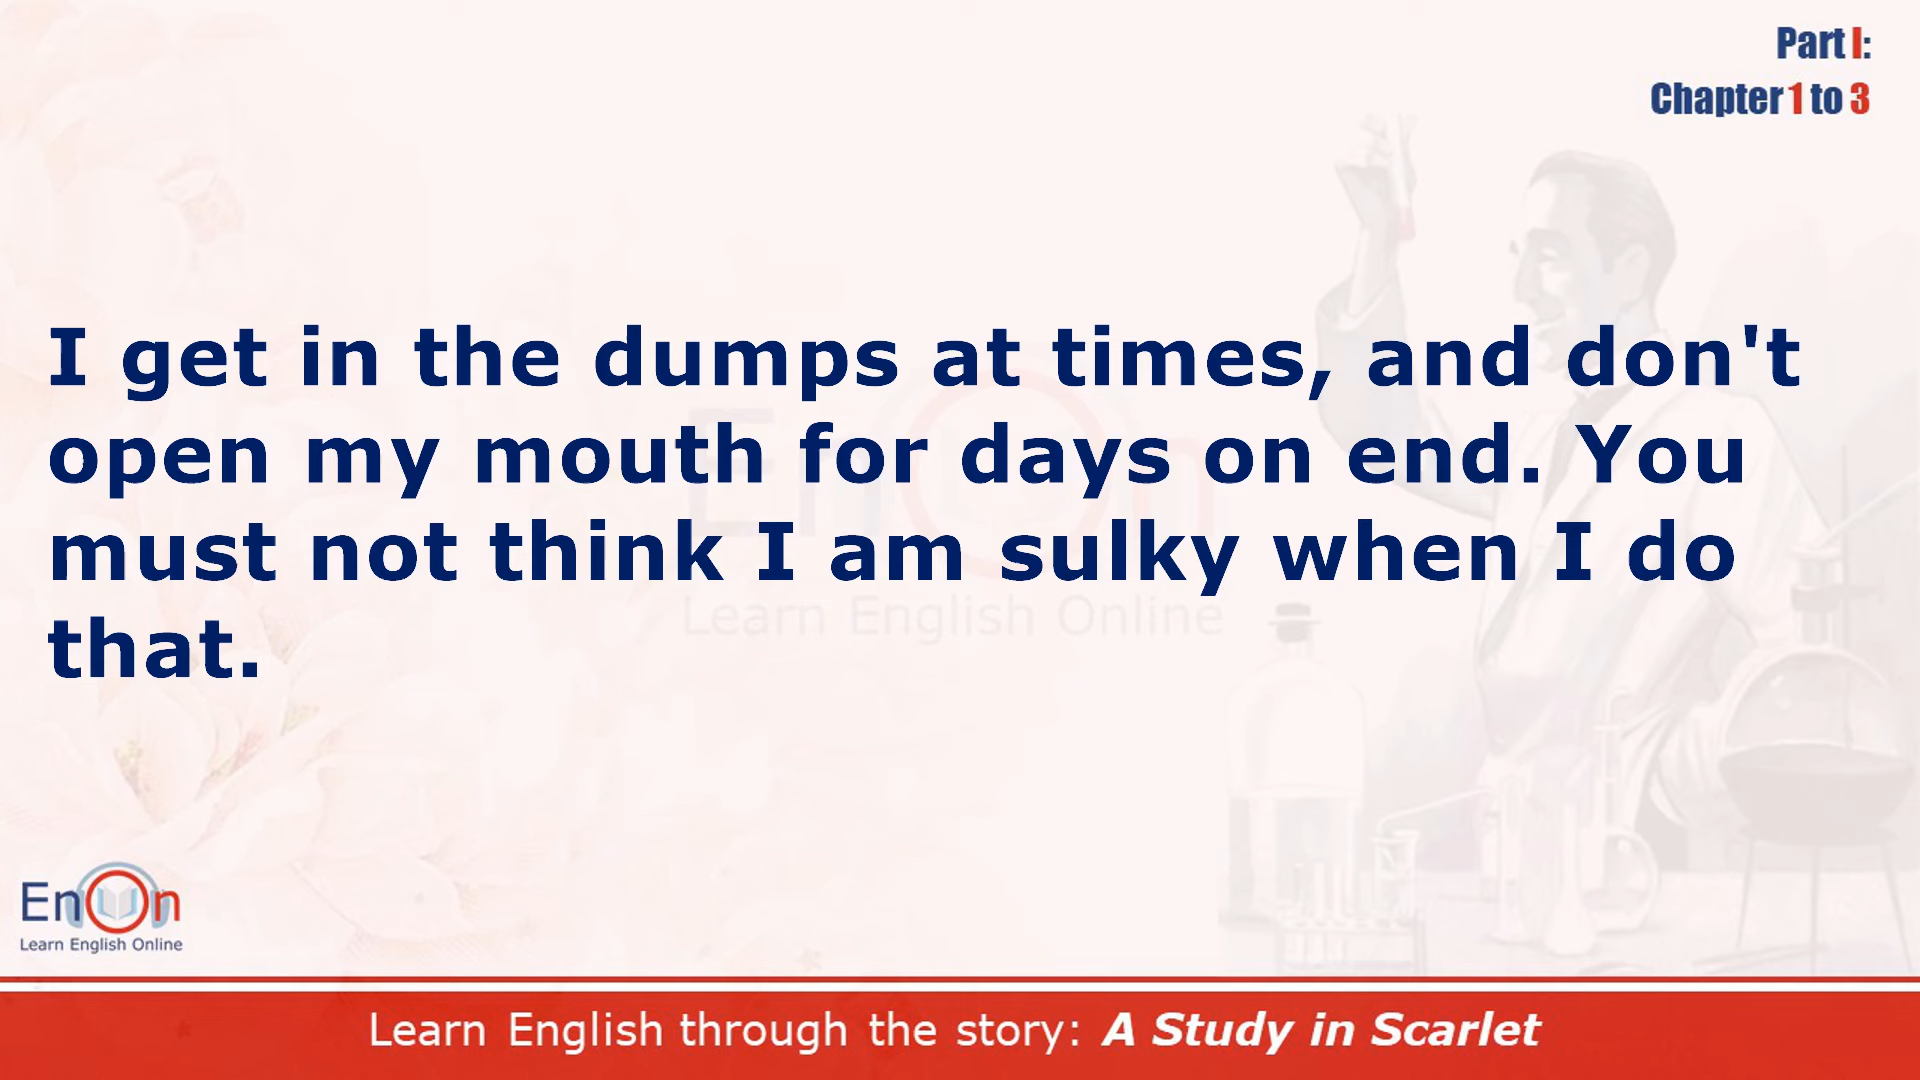 Part I:
Chapter 1 to 3
I get in the dumps at times, and don't
open my mouth for days on end. You
must not think I am sulky when I do
that.
EnOn
Learn English Online
EnOn
Learn English Online
Learn English through the story: A Study in Scarlet